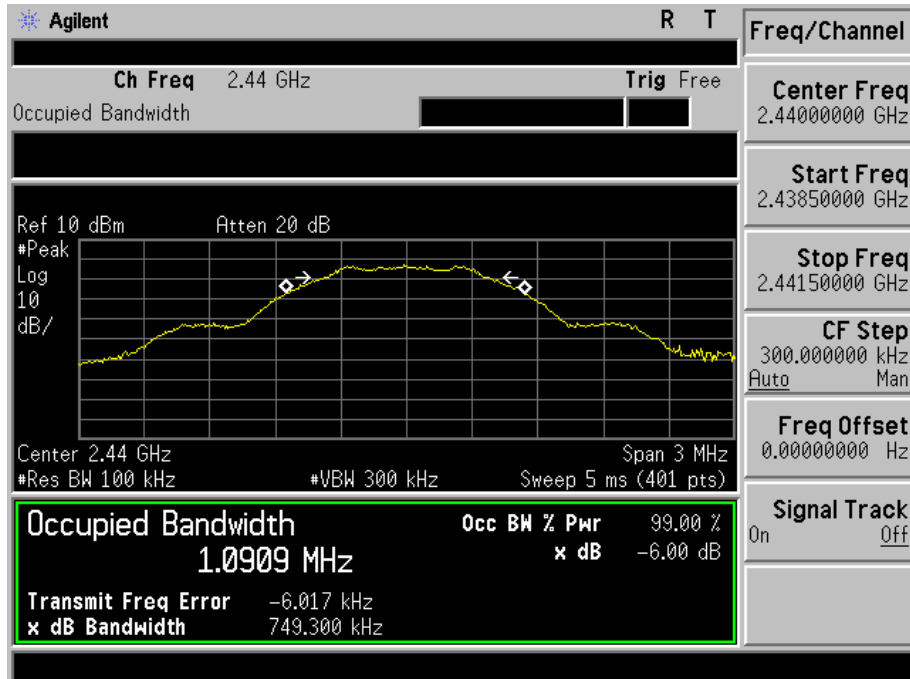 Agilent R T
Ch Freq 2.44 GHz Trig Free
Occupied Bandwidth
Ref 10 dBm Atten 20 dB
#Peak
Log
10
dB/
Center 2.44 GHz Span 3 MHz
#Res BW 100 kHz #VBW 300 kHz Sweep 5 ms (401 pts)
Occupied Bandwidth Occ BW % Pwr 99.00 %
1.0909 MHz x dB -6.00 dB
Transmit Freq Error -6.017 kHz
x dB Bandwidth 749.300 kHz
Freq/Channel
Center Freq
2.44000000 GHz
Start Freq
2.43850000 GHz
Stop Freq
2.44150000 GHz
CF Step
300.000000 kHz
Auto Man
Freq Offset
0.00000000 Hz
Signal Track
On Off